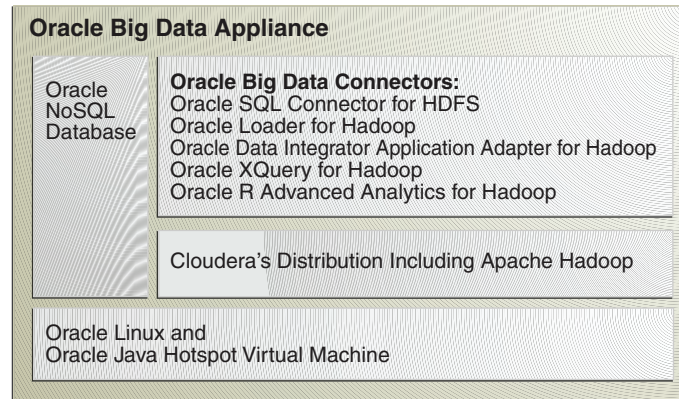 Oracle Big Data Appliance
Oracle
NoSQL
Database
Oracle Big Data Connectors:
Oracle SQL Connector for HDFS
Oracle Loader for Hadoop
Oracle Data Integrator Application Adapter for Hadoop
Oracle XQuery for Hadoop
Oracle R Advanced Analytics for Hadoop
Cloudera's Distribution Including Apache Hadoop
Oracle Linux and
Oracle Java Hotspot Virtual Machine